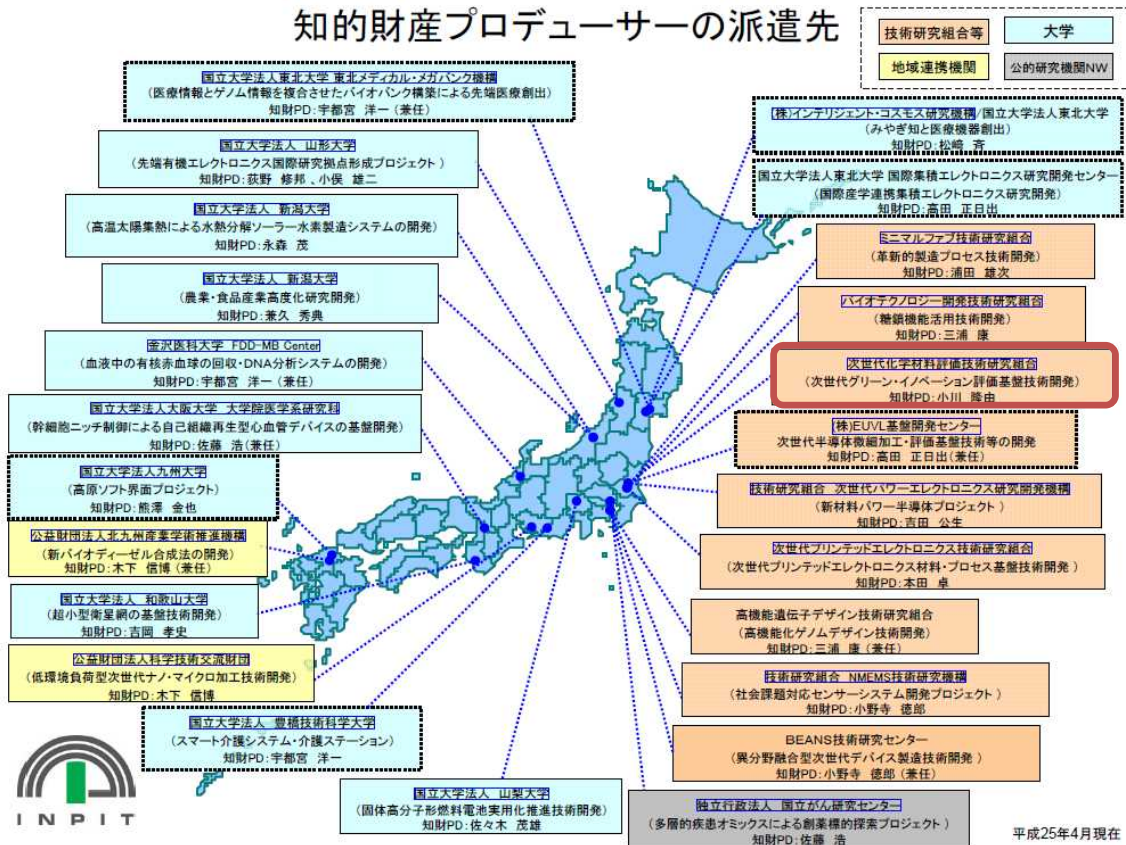 知的財産プロデューサーの派遣先
技術研究組合等
大学
地域連携機関
公的研究機関NW
国立大学法人東北大学 東北メディカル・メガバンク機構
(医療情報とゲノム情報を複合させたバイオバンク構築による先端医療創出)
知財PD:宇都宮 洋一 (兼任)
国立大学法人 山形大学
(先端有機エレクトロニクス国際研究拠点形成プロジェクト )
知財PD:荻野 修邦 、小俣 雄二
国立大学法人 新潟大学
(高温太陽集熱による水熱分解ソーラー水素製造システムの開発)
知財PD:永森 茂
国立大学法人 新潟大学
(農業・食品産業高度化研究開発)
知財PD:兼久 秀典
金沢医科大学 FDD-MB Center
(血液中の有核赤血球の回収・DNA分析システムの開発)
知財PD:宇都宮 洋一 (兼任)
国立大学法人大阪大学 大学院医学系研究科
(幹細胞ニッチ制御による自己組織再生型心血管デバイスの基盤開発)
知財PD:佐藤 浩(兼任)
国立大学法人九州大学
(高原ソフト界面プロジェクト)
知財PD:熊澤 金也
公益財団法人北九州産業学術推進機構
(新バイオディーゼル合成法の開発)
知財PD:木下 信博(兼任)
国立大学法人 和歌山大学
(超小型衛星網の基盤技術開発)
知財PD:吉岡 孝史
公益財団法人科学技術交流財団
(低環境負荷型次世代ナノ・マイクロ加工技術開発)
知財PD:木下 信博
国立大学法人 豊橋技術科学大学
(スマート介護システム・介護ステーション)
知財PD:宇都宮 洋一
国立大学法人 山梨大学
(固体高分子形燃料電池実用化推進技術開発)
知財PD:佐々木 茂雄
(株)インテリジェント・コスモス研究機構/国立大学法人東北大学
(みやぎ知と医療機器創出)
知財PD:松崎 斉
国立大学法人東北大学 国際集積エレクトロニクス研究開発センター
(国際産学連携集積エレクトロニクス研究開発)
知財PD:高田 正日出
ミニマルファブ技術研究組合
(革新的製造プロセス技術開発)
知財PD:浦田 雄次
バイオテクノロジー開発技術研究組合
(糖鎖機能活用技術開発)
知財PD:三浦 康
次世代化学材料評価技術研究組合
(次世代グリーン・イノベーション評価基盤技術開発)
知財PD:小川 隆由
(株)EUVL基盤開発センター
次世代半導体微細加工・評価基盤技術等の開発
知財PD:高田 正日出(兼任)
技術研究組合 次世代パワーエレクトロニクス研究開発機構
(新材料パワー半導体プロジェクト )
知財PD:吉田 公生
次世代プリンテッドエレクトロニクス技術研究組合
(次世代プリンテッドエレクトロニクス材料・プロセス基盤技術開発 )
知財PD:本田 卓
高機能遺伝子デザイン技術研究組合
(高機能化ゲノムデザイン技術開発)
知財PD:三浦 康 (兼任)
技術研究組合 NMEMS技術研究機構
(社会課題対応センサーシステム開発プロジェクト )
知財PD:小野寺 徳郎
BEANS技術研究センター
(異分野融合型次世代デバイス製造技術開発 )
知財PD:小野寺 徳郎 (兼任)
独立行政法人 国立がん研究センター
(多層的疾患オミックスによる創薬標的探索プロジェクト )
知財PD:佐藤 浩
INPIT
平成25年4月現在